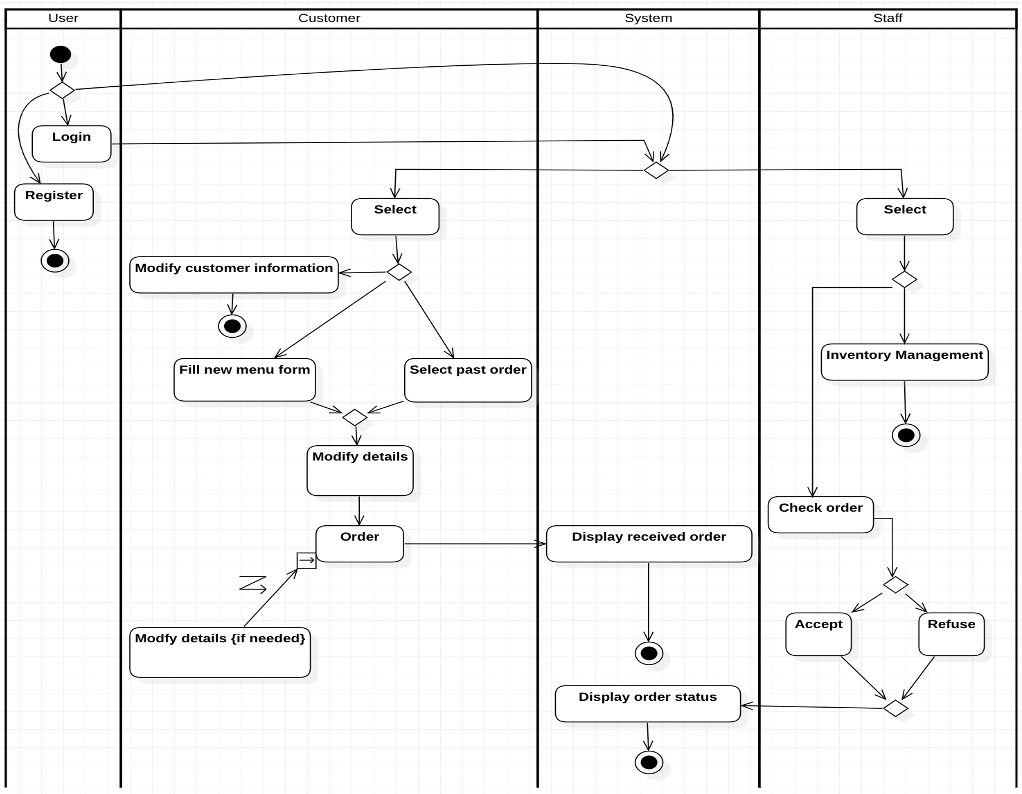 User
Customer
System
Staff
Login
Register
Select
Select
Modify customer information
Inventory Management
Fill new menu form
Select past order
Modify details
Check order
Order
Display received order
Accept
Refuse
Modfy details {if needed}
Display order status